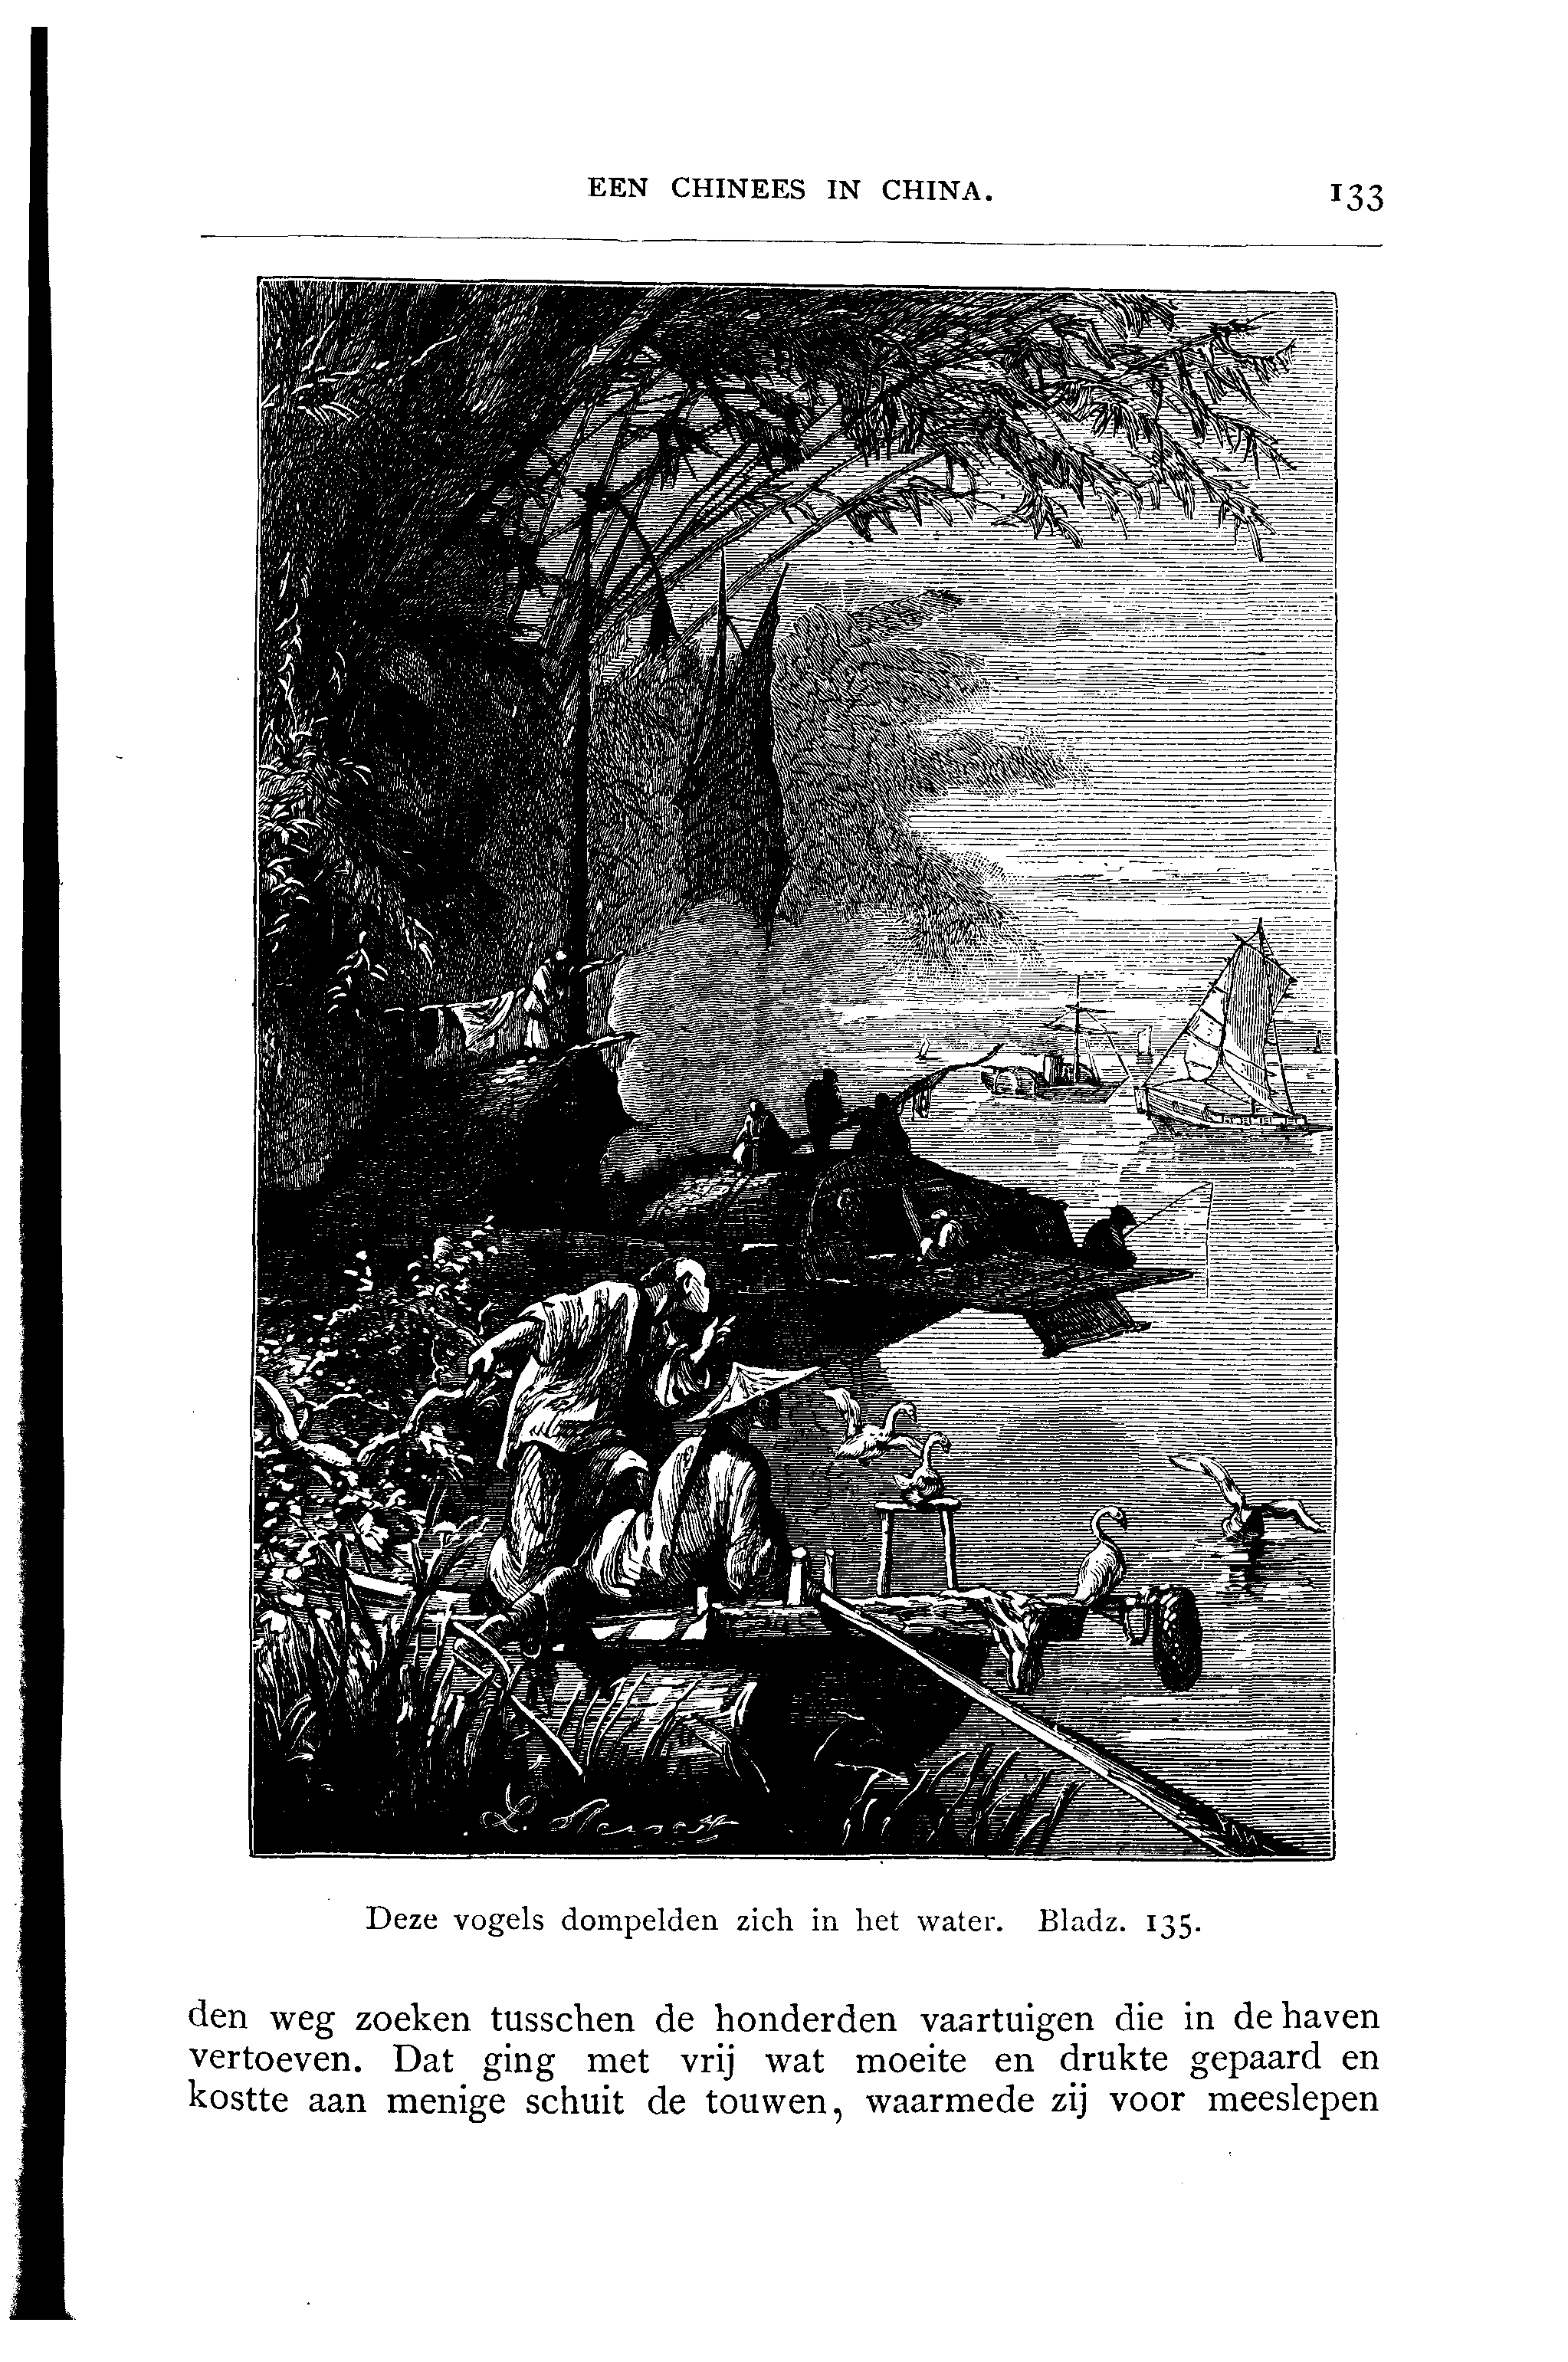 EEN CHINEES IN CHINA.
133
Deze vogels dompelden zich in het water. Bladz. 135.
den weg zoeken tusschen de honderden vaartuigen die in de haven
vertoeven. Dat ging met vrij wat moeite en drukte gepaard en
kostte aan menige schuit de touwen, waarmede zij voor meeslepen